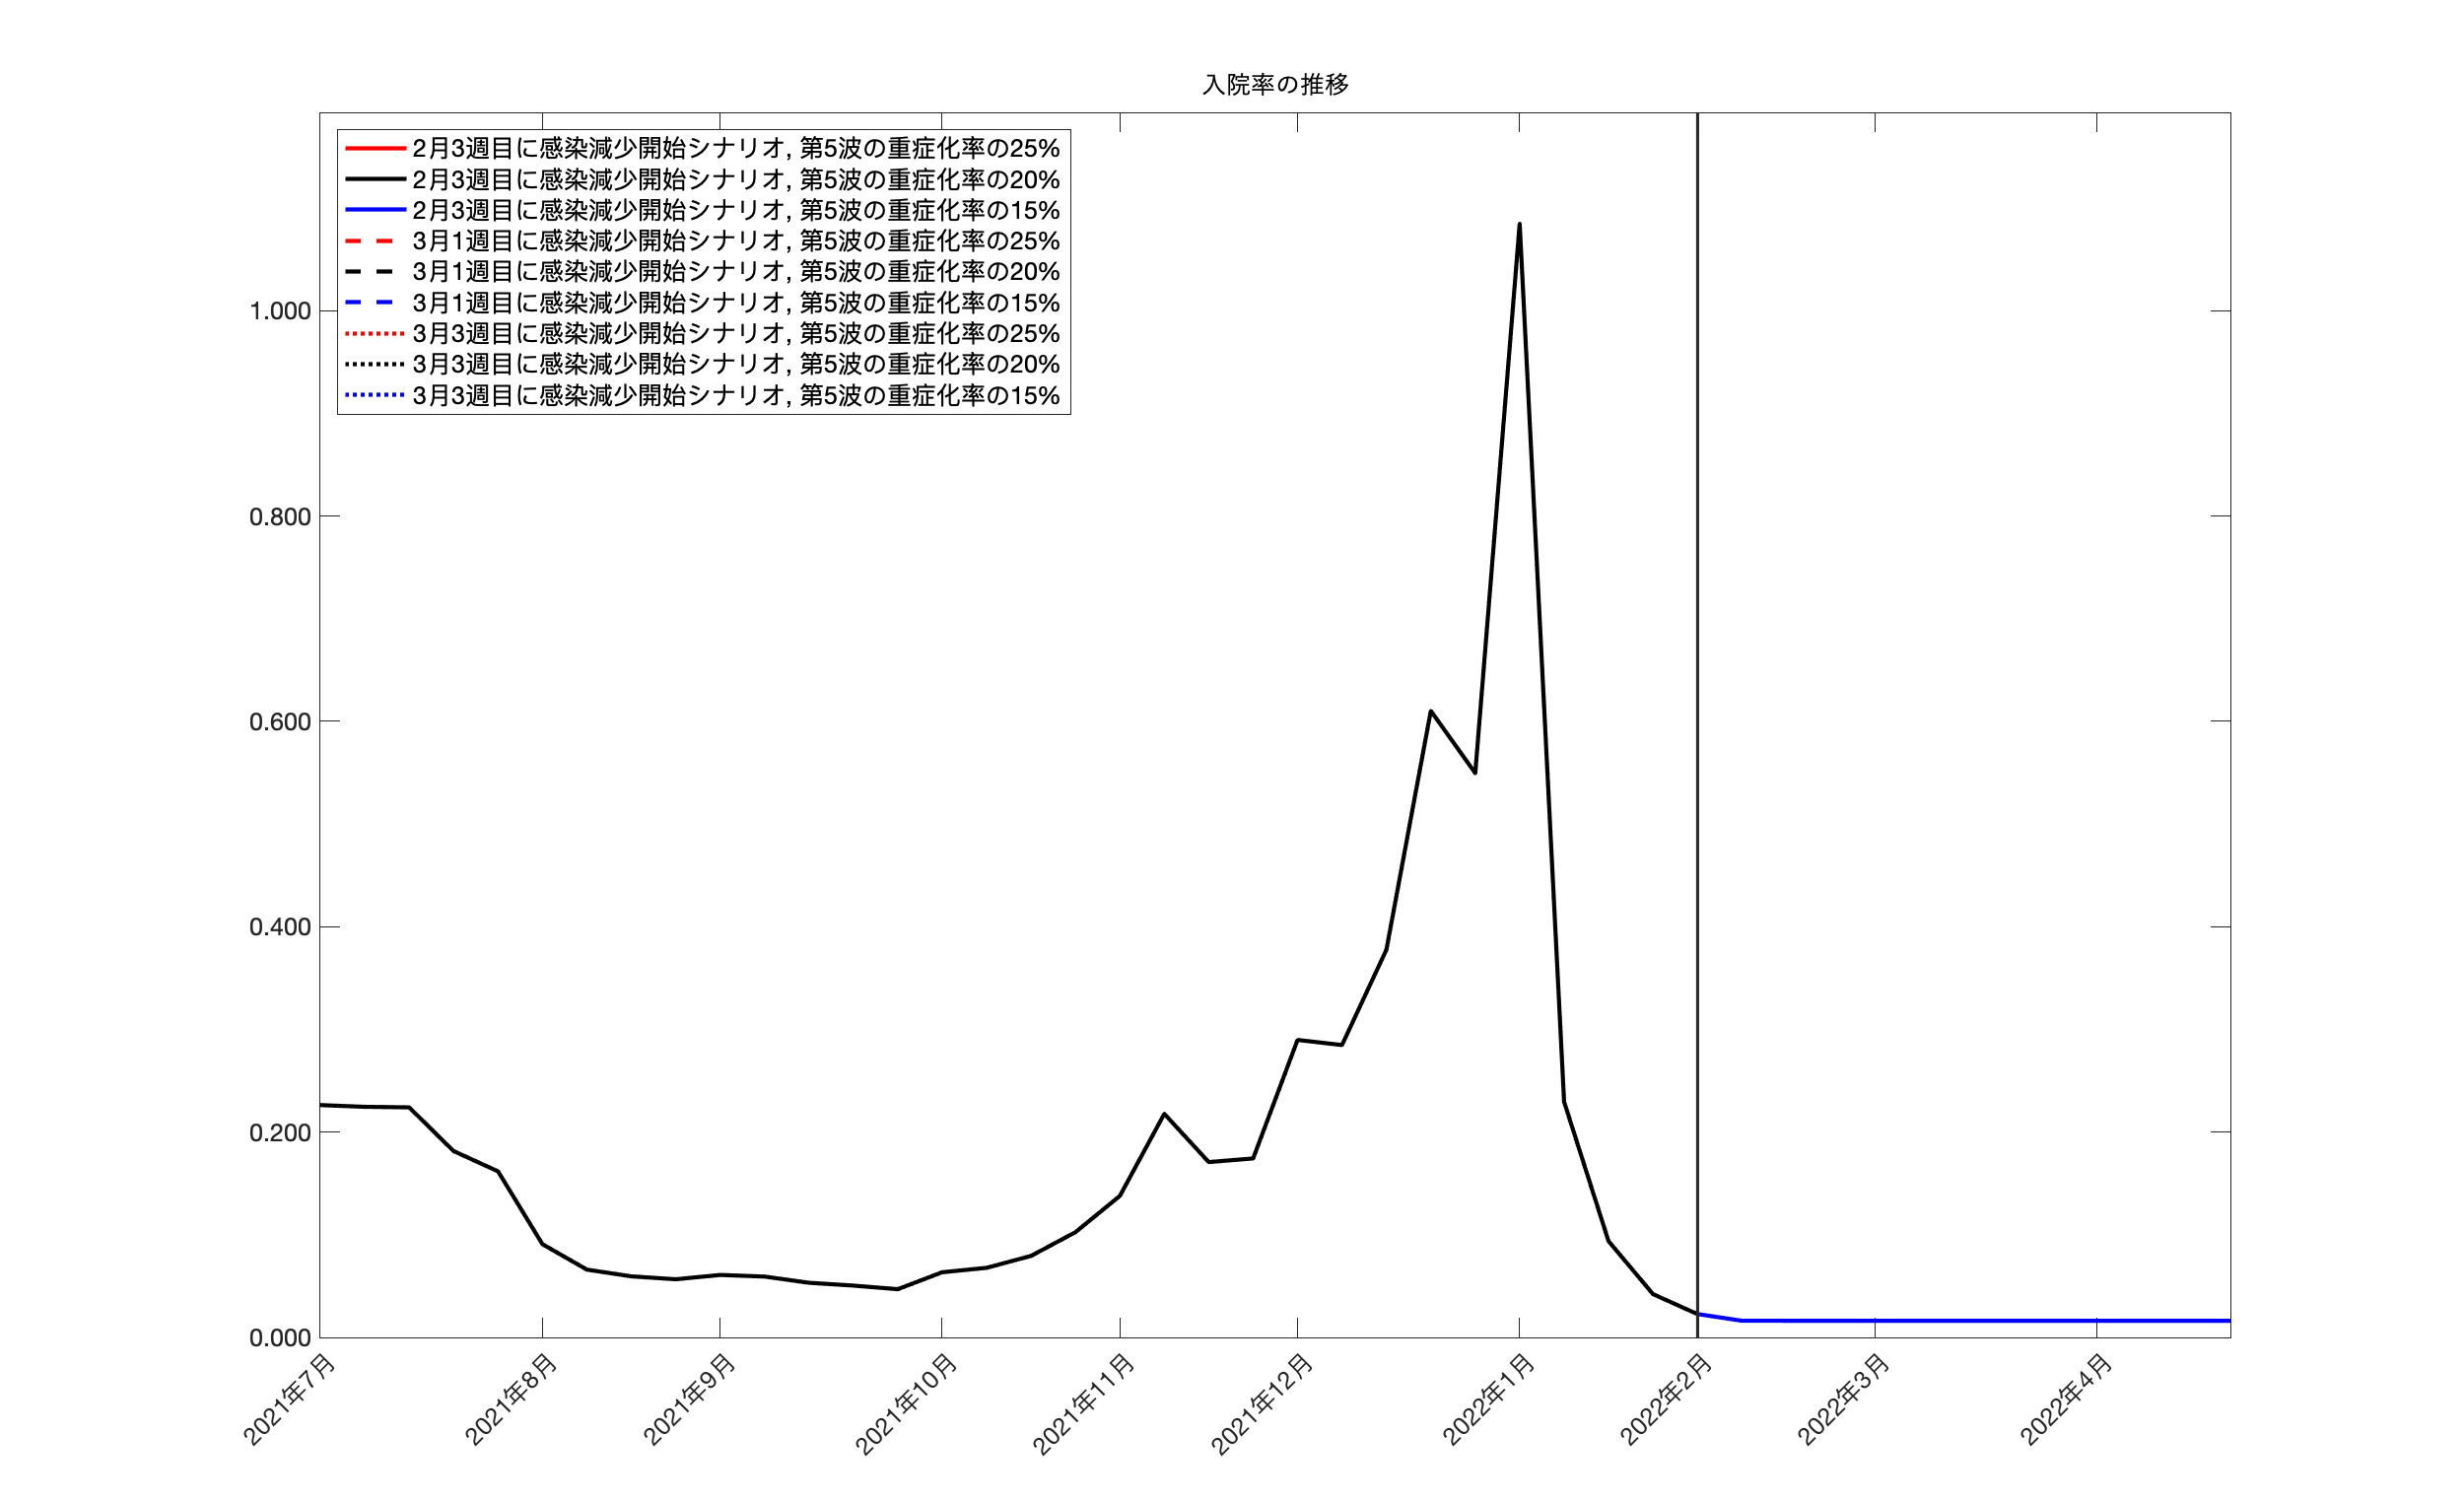 入院率の推移
2月3週目に感染減少開始シナリオ, 第5波の重症化率の25%
2月3週目に感染減少開始シナリオ, 第5波の重症化率の20%
2月3週目に感染減少開始シナリオ, 第5波の重症化率の15%
3月1週目に感染減少開始シナリオ, 第5波の重症化率の25%
3月1週目に感染減少開始シナリオ, 第5波の重症化率の20%
3月1週目に感染減少開始シナリオ, 第5波の重症化率の15%
3月3週目に感染減少開始シナリオ, 第5波の重症化率の25%
3月3週目に感染減少開始シナリオ, 第5波の重症化率の20%
3月3週目に感染減少開始シナリオ, 第5波の重症化率の15%
1.000
0.800
0.600
0.400
0.200
0.000
2021年7月
2021年8月
2021年9月
2021年10月
2021年11月
2021年12月
2022年1月
2022年2月
2022年3月
2022年4月